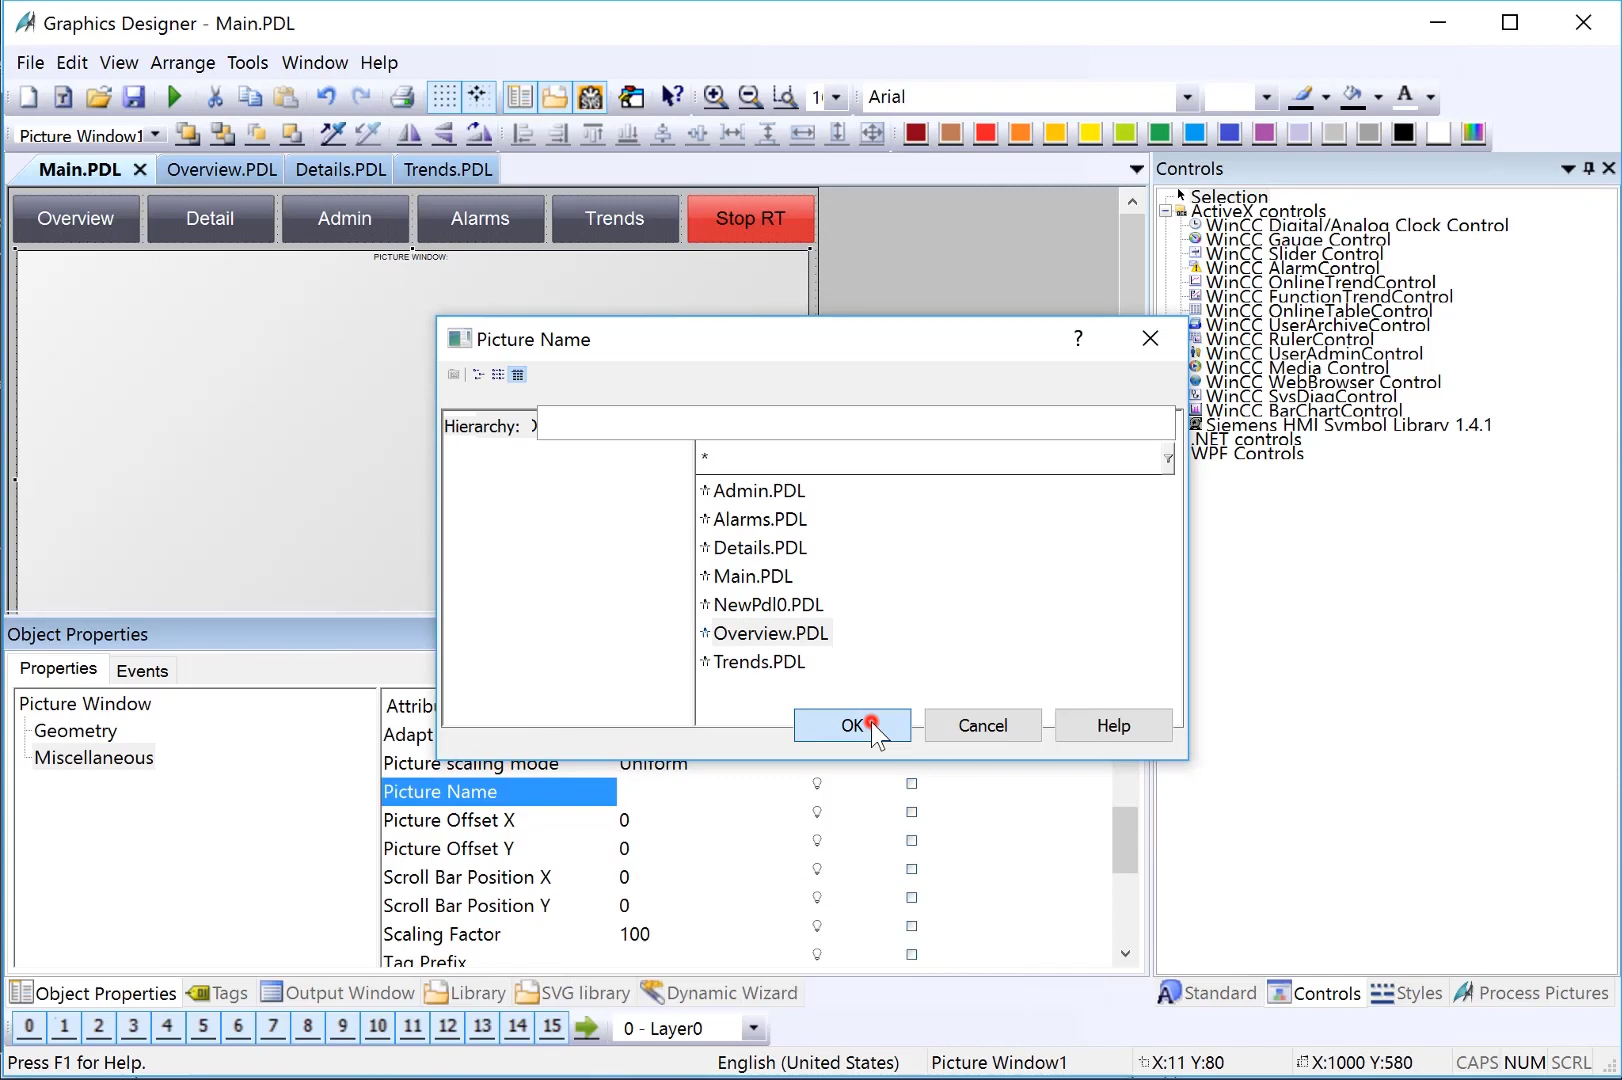 Graphics Designer - Main.PDL
File Edit View Arrange Tools Window Help
Arial
Picture Window1
Main.PDL Overview.PDL Details.PDL Trends.PDL
Controls
Overview Detail Admin Alarms Trends Stop RT
PICTURE WINDOW:
Selection
ActiveX controls
WinCC Digital/Analog Clock Control
WinCC Gauge Control
WinCC Slider Control
WinCC AlarmControl
WinCC OnlineTrendControl
WinCC FunctionTrendControl
WinCC OnlineTableControl
WinCC UserArchiveControl
WinCC RulerControl
WinCC UserAdminControl
WinCC Media Control
WinCC WebBrowser Control
WinCC SysDiagControl
WinCC BarChartControl
Siemens HMI Symbol Library 1.4.1
.NET controls
WPF Controls
Picture Name
?
Hierarchy:
*
Admin.PDL
Alarms.PDL
Details.PDL
Main.PDL
NewPdl0.PDL
Overview.PDL
Trends.PDL
OK Cancel Help
Object Properties
Properties Events
Picture Window
Geometry
Miscellaneous
Attribu
Adapt
Picture scaling mode Uniform
Picture Name
Picture Offset X 0
Picture Offset Y 0
Scroll Bar Position X 0
Scroll Bar Position Y 0
Scaling Factor 100
Tag Prefix
Object Properties Tags Output Window Library SVG library Dynamic Wizard
Standard Controls Styles Process Pictures
0 1 2 3 4 5 6 7 8 9 10 11 12 13 14 15 0 - Layer0
Press F1 for Help. English (United States) Picture Window1 X:11 Y:80 X:1000 Y:580 CAPS NUM SCRL